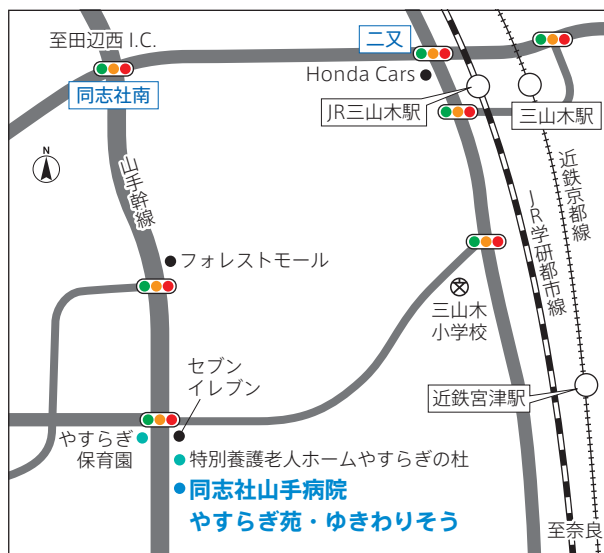 至田辺西 I.C.
二又
Honda Cars
同志社南
JR三山木駅
三山木駅
N
山手幹線
近鉄京都線
JR学研都市線
フォレストモール
三山木
小学校
セブン
イレブン
近鉄宮津駅
やすらぎ
保育園
特別養護老人ホームやすらぎの杜
同志社山手病院
やすらぎ苑・ゆきわりそう
至奈良